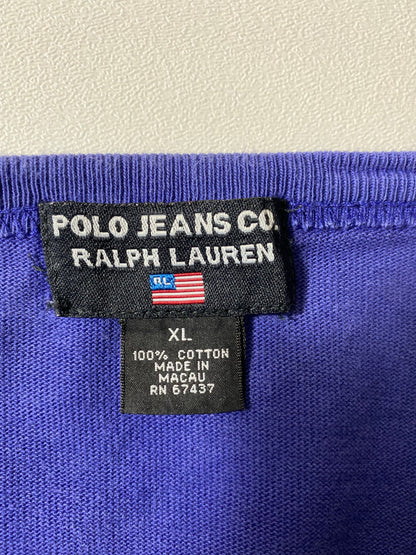 POLO JEANS CO.
RALPH LAUREN
RL
XL
100% COTTON
MADE IN
MACAU
RN 67437